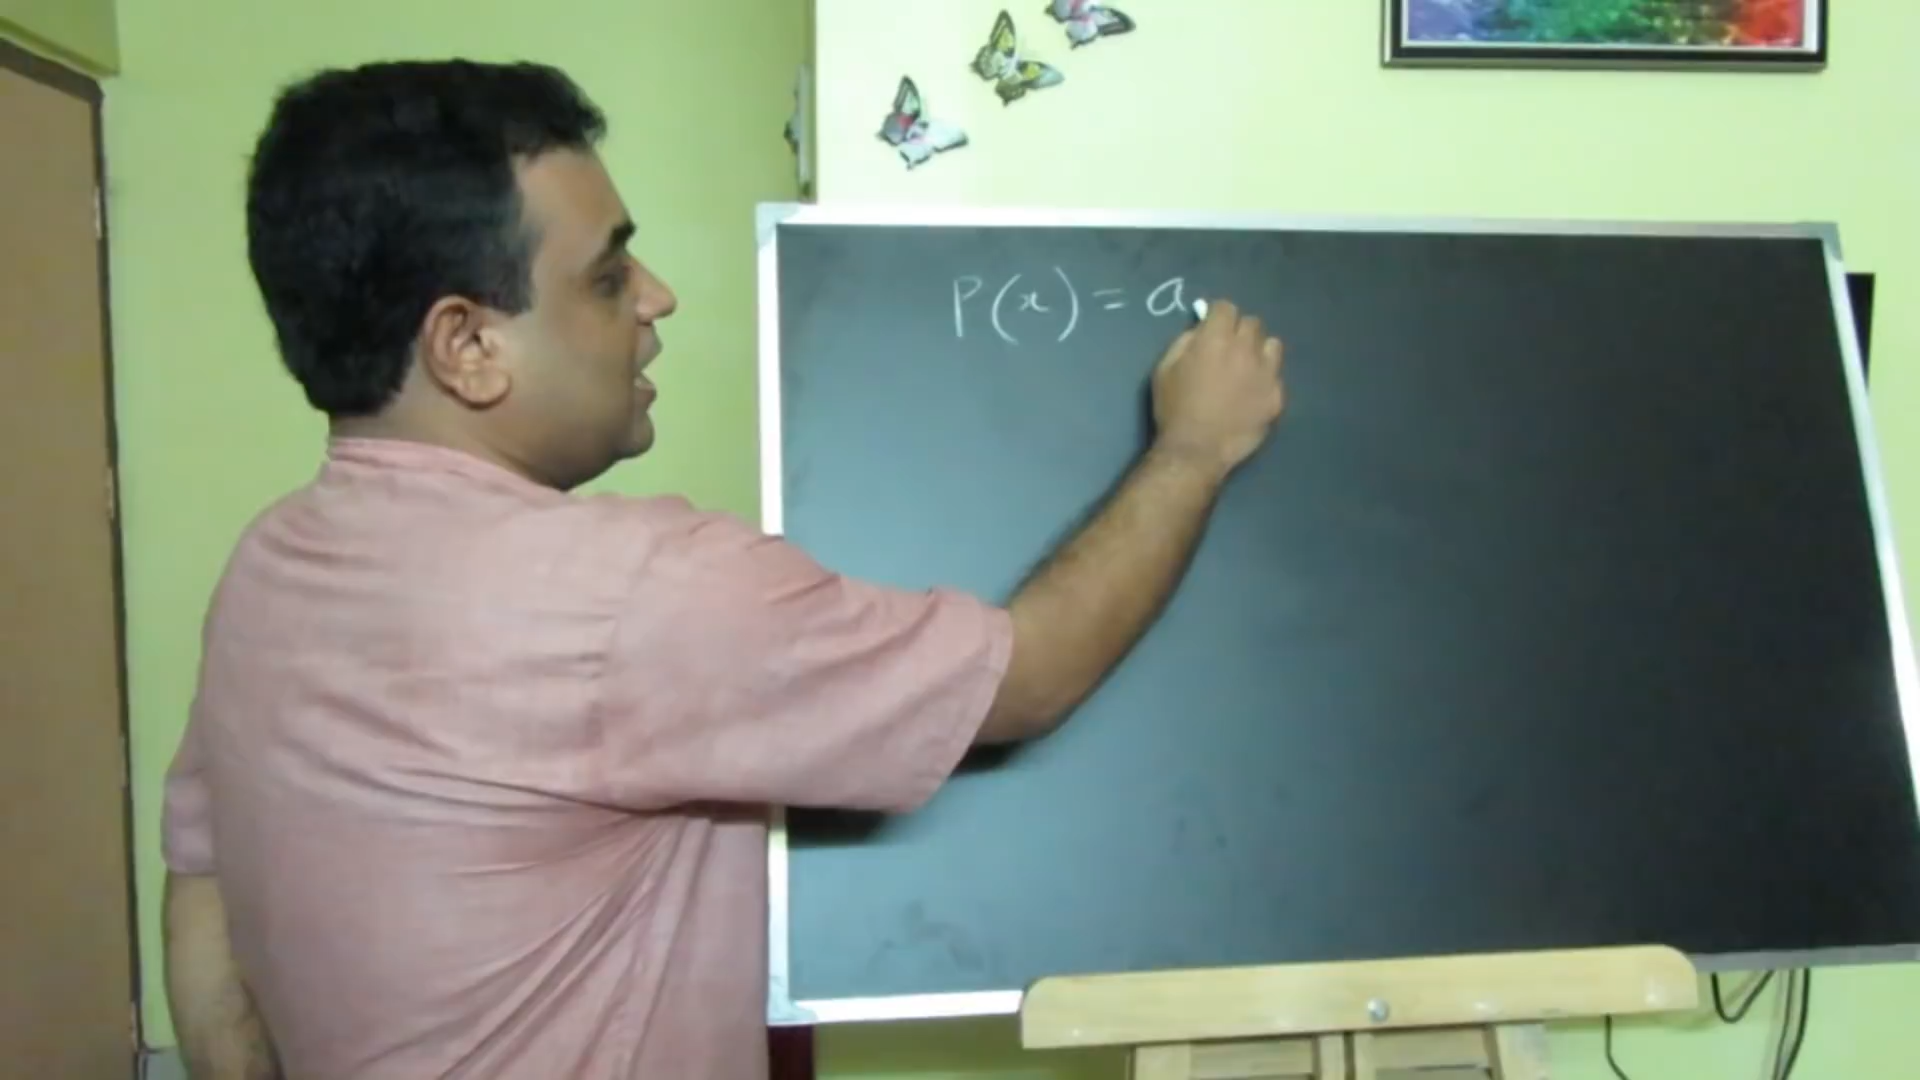 P(x) = a